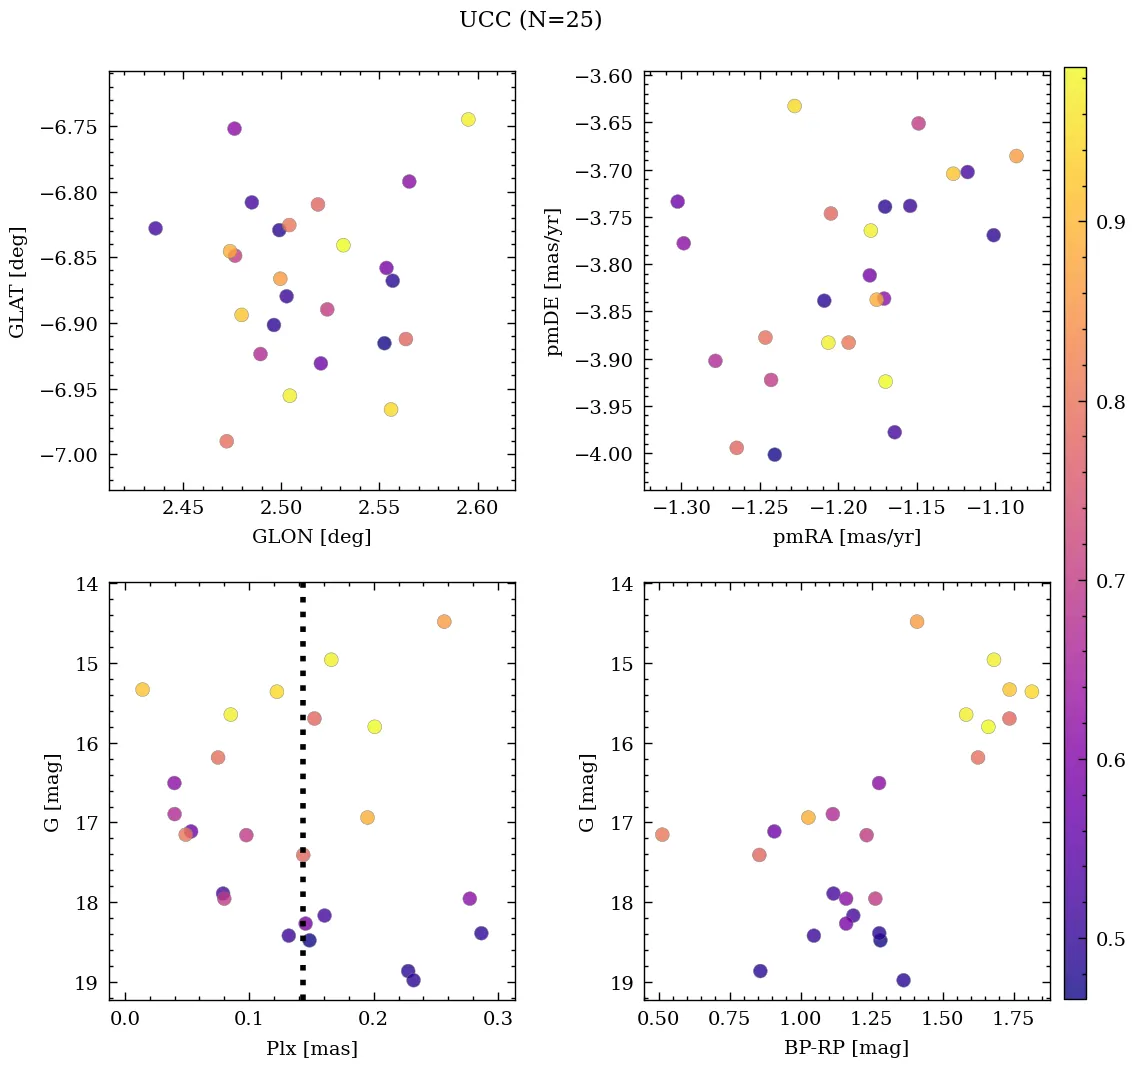 UCC (N=25)
−6.75
−6.80
−6.85
−6.90
−6.95
−7.00
GLAT [deg]
2.45 2.50 2.55 2.60
GLON [deg]
−3.60
−3.65
−3.70
−3.75
−3.80
−3.85
−3.90
−3.95
−4.00
pmDE [mas/yr]
−1.30 −1.25 −1.20 −1.15 −1.10
pmRA [mas/yr]
14
15
16
17
18
19
G [mag]
0.0 0.1 0.2 0.3
Plx [mas]
14
15
16
17
18
19
G [mag]
0.50 0.75 1.00 1.25 1.50 1.75
BP-RP [mag]
0.9
0.8
0.7
0.6
0.5